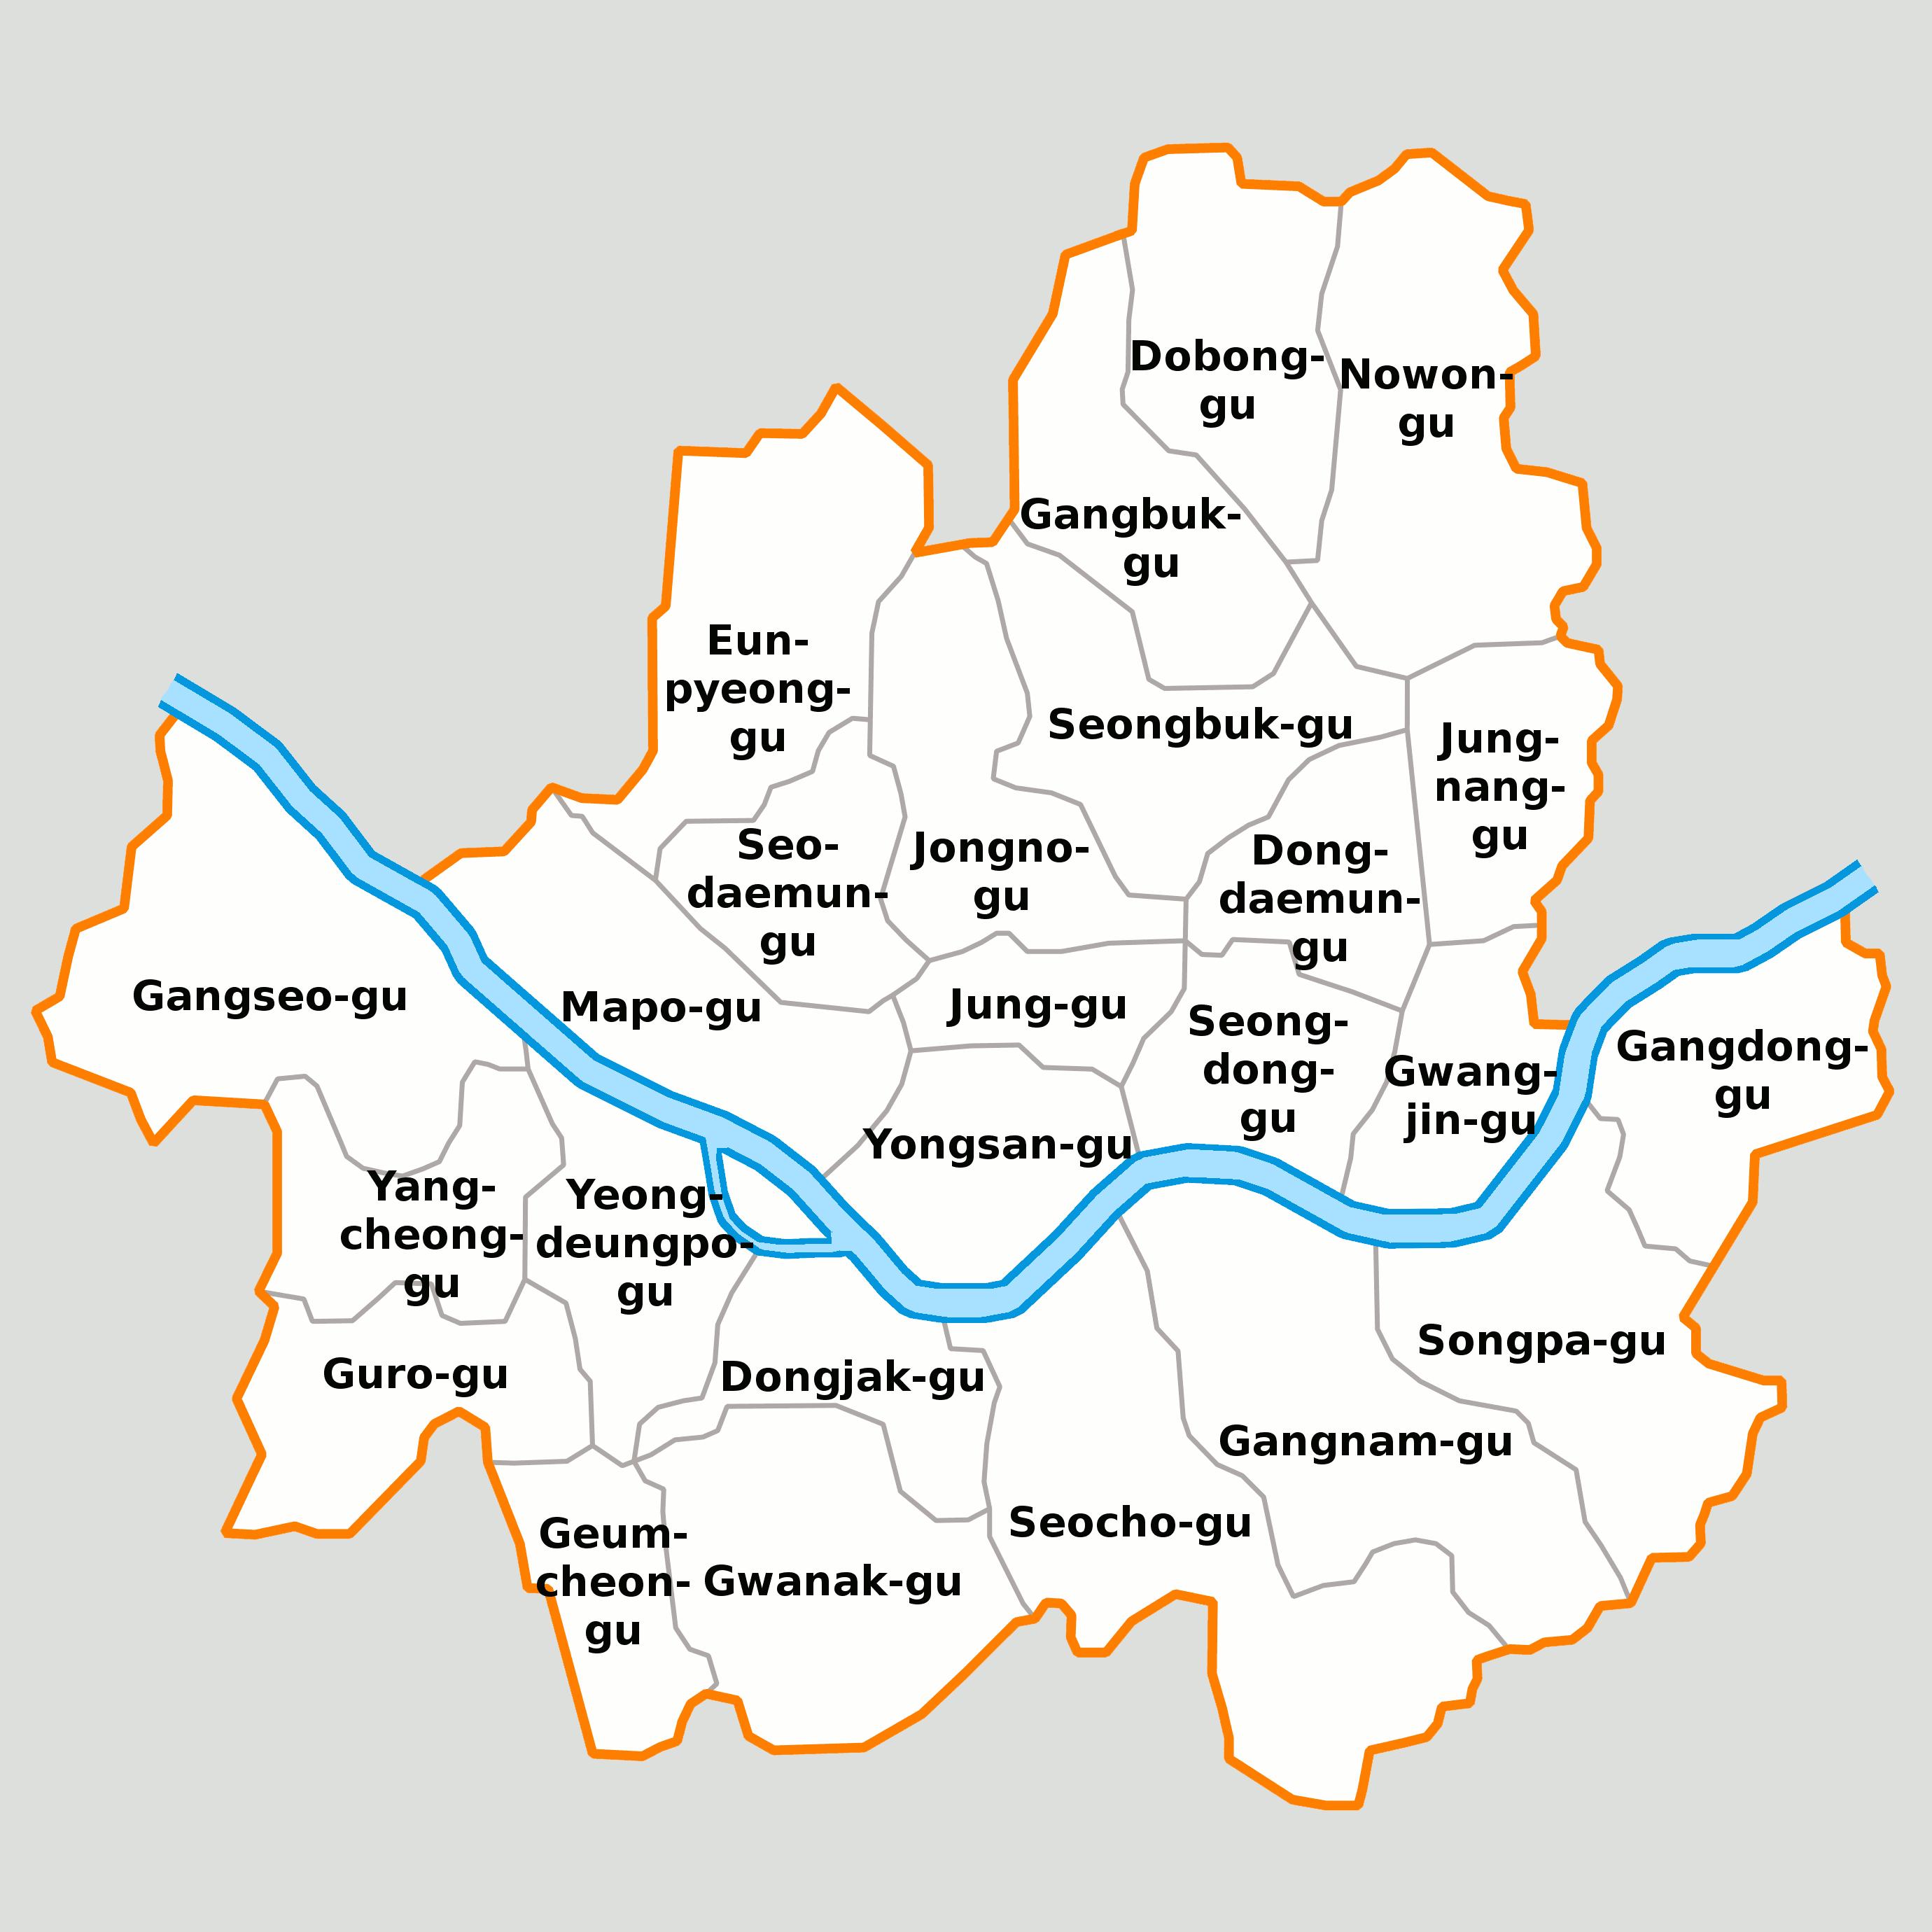 Dobong-
gu
Nowon-
gu
Gangbuk-
gu
Eun-
pyeong-
gu
Seongbuk-gu
Jung-
nang-
gu
Seo-
daemun-
gu
Jongno-
gu
Dong-
daemun-
gu
Gangseo-gu
Mapo-gu
Jung-gu
Seong-
dong-
gu
Gwang-
jin-gu
Gangdong-
gu
Yongsan-gu
Yang-
cheong-
gu
Yeong-
deungpo-
gu
Guro-gu
Dongjak-gu
Songpa-gu
Gangnam-gu
Seocho-gu
Geum-
cheon-
gu
Gwanak-gu